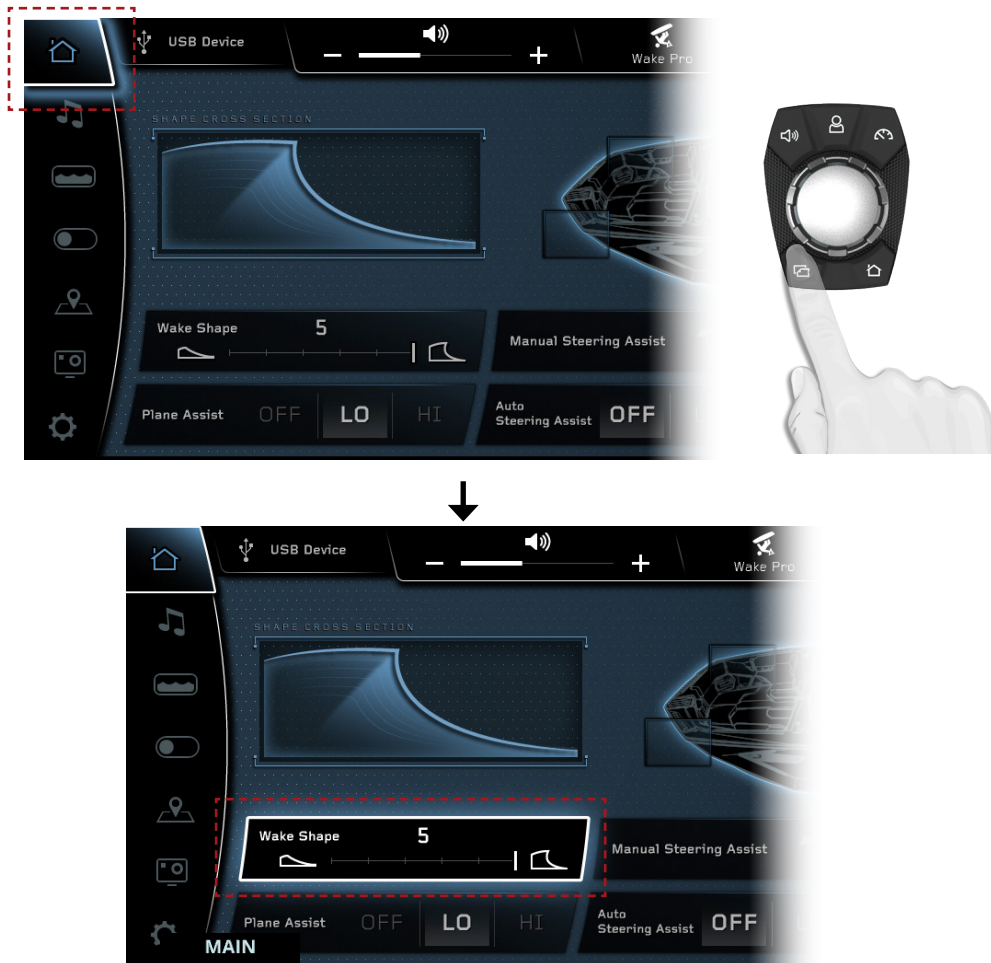 USB Device
Wake Pro
SHAPE CROSS SECTION
Wake Shape 5
Manual Steering Assist
Plane Assist OFF LO HI
Auto
Steering Assist OFF
USB Device
Wake Pro
SHAPE CROSS SECTION
Wake Shape 5
Manual Steering Assist
Plane Assist OFF LO HI
Auto
Steering Assist OFF
MAIN